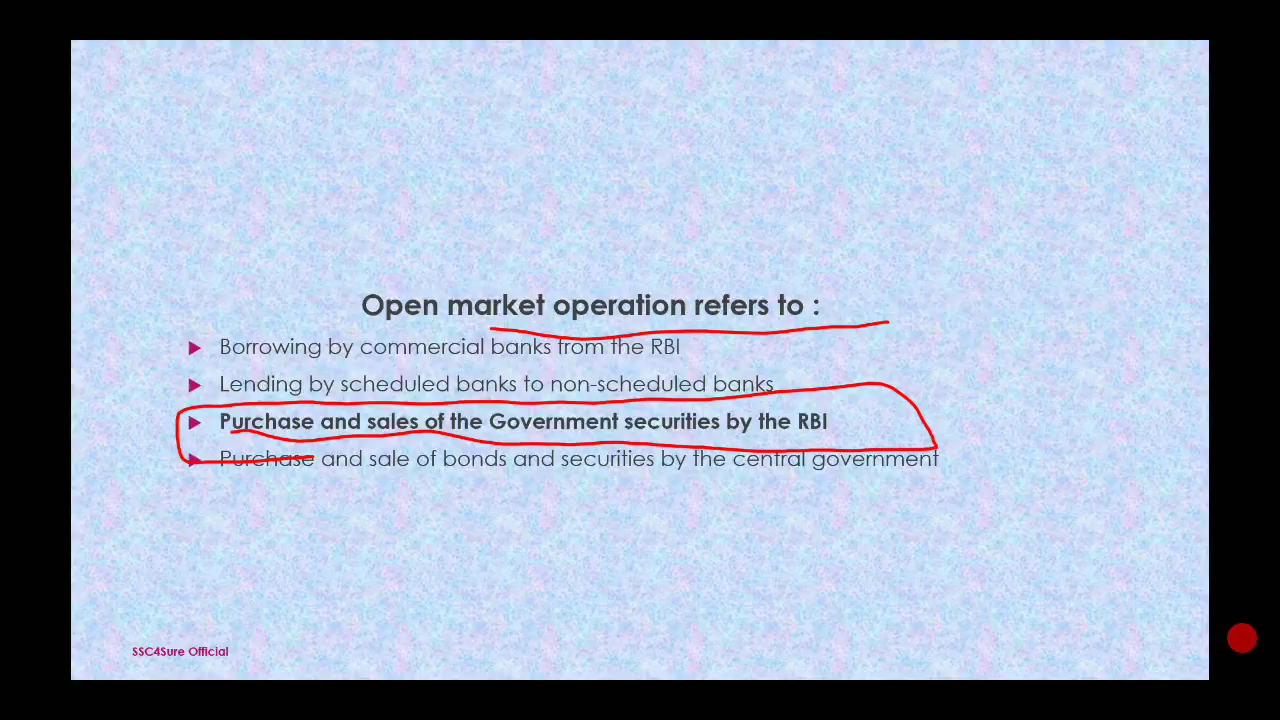 Open market operation refers to :
Borrowing by commercial banks from the RBI
Lending by scheduled banks to non-scheduled banks
Purchase and sales of the Government securities by the RBI
Purchase and sale of bonds and securities by the central government
SSC4Sure Official